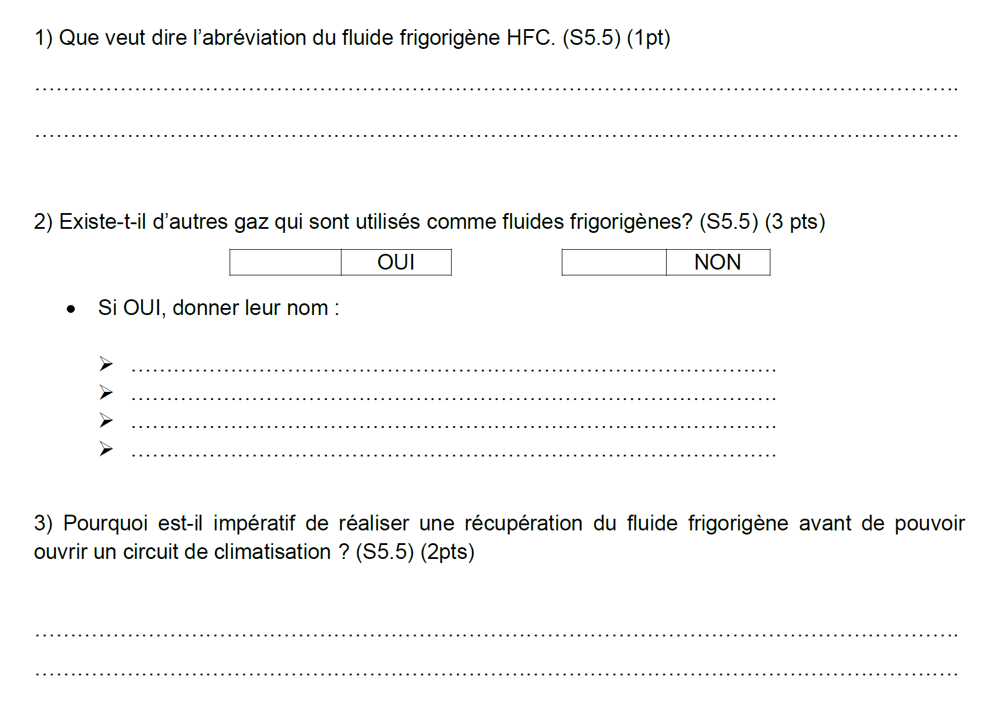 1) Que veut dire l’abréviation du fluide frigorigène HFC. (S5.5) (1pt)
……………………………………………………………………………………………………………….
……………………………………………………………………………………………………………….
2) Existe-t-il d’autres gaz qui sont utilisés comme fluides frigorigènes? (S5.5) (3 pts)
OUI NON
• Si OUI, donner leur nom :
➢ …………………………………………………………………………….
➢ …………………………………………………………………………….
➢ …………………………………………………………………………….
➢ …………………………………………………………………………….
3) Pourquoi est-il impératif de réaliser une récupération du fluide frigorigène avant de pouvoir
ouvrir un circuit de climatisation ? (S5.5) (2pts)
……………………………………………………………………………………………………………….
……………………………………………………………………………………………………………….